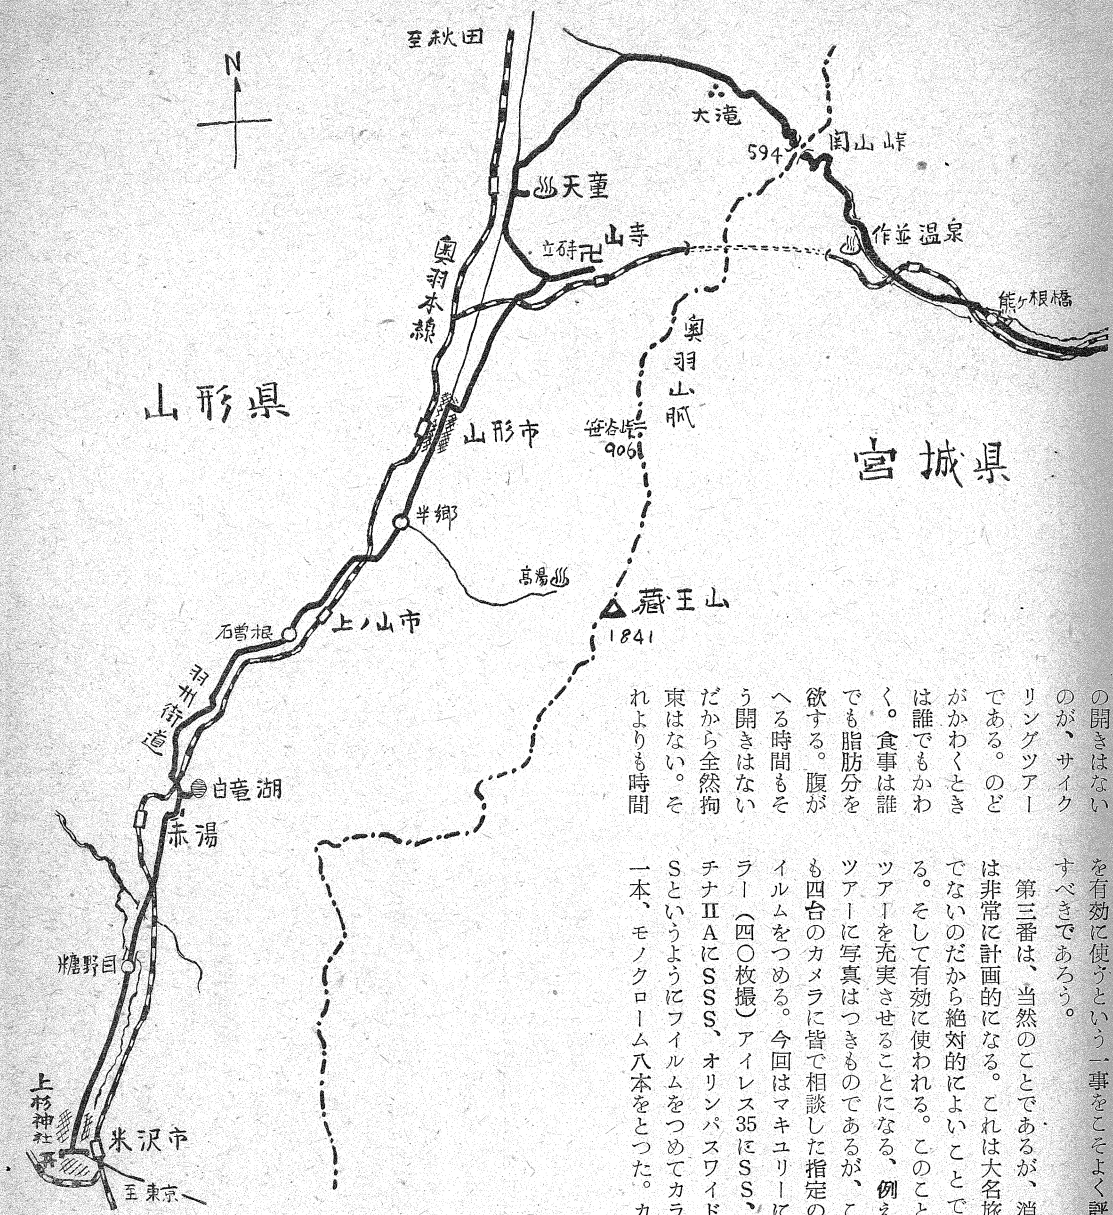 至秋田
N
大滝
594
関山峠
天童
作並温泉
立石寺
山寺
熊ヶ根橋
奥羽本線
奥羽山脈
山形県
山形市
笹谷峠
906
宮城県
半郷
高湯
蔵王山
1841
上ノ山市
石曽根
羽州街道
白竜湖
赤湯
糠野目
上杉神社
米沢市
至東京
の開きはない
のが、サイク
リングツアー
である。のど
がかわくとき
は誰でもかわ
く。食事は誰
でも脂肪分を
欲する。腹が
へる時間もそ
う開きはない
だから全然拘
束はない。そ
れよりも時間
を有効に使うという一事をこそよく評
すべきであろう。
第三番は、当然のことであるが、消
は非常に計画的になる。これは大名旅
でないのだから絶対的によいことで
る。そして有効に使われる。このこと
ツアーを充実させることになる、例え
ツアーに写真はつきものであるが、こ
も四台のカメラに皆で相談した指定の
イルムをつめる。今回はマキユリーに
ラー（四〇枚撮）アイレス35にSS、
チナⅡAにSSS、オリンパスワイド
Sというようにフイルムをつめてカラ
一本、モノクローム八本をとつた。カ